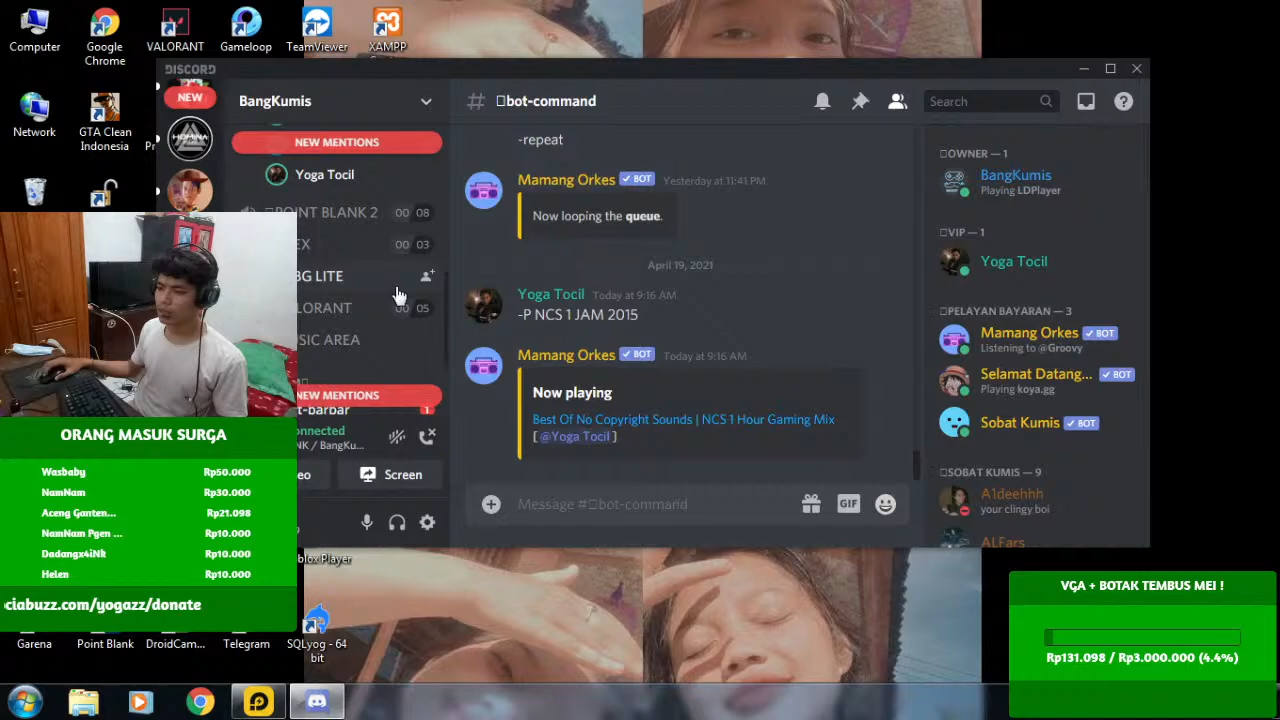 Computer
Google Chrome
VALORANT
Gameloop
TeamViewer
XAMPP
Network
GTA Clean Indonesia
DISCORD
NEW
HOMINA
BangKumis
NEW MENTIONS
Yoga Tocil
POINT BLANK 2
00 08
EX
00 03
BG LITE
LORANT
00 05
SIC AREA
NEW MENTIONS
t-barbar
1
onnected
NK / BangKu...
eo
Screen
bot-command
Search
-repeat
Mamang Orkes
BOT
Yesterday at 11:41 PM
Now looping the queue.
April 19, 2021
Yoga Tocil
Today at 9:16 AM
-P NCS 1 JAM 2015
Mamang Orkes
BOT
Today at 9:16 AM
Now playing
Best Of No Copyright Sounds | NCS 1 Hour Gaming Mix
[@Yoga Tocil]
Message #bot-command
GIF
OWNER — 1
BangKumis
Playing LDPlayer
VIP — 1
Yoga Tocil
PELAYAN BAYARAN — 3
Mamang Orkes
BOT
Listening to @Groovy
Selamat Datang...
BOT
Playing koya.gg
Sobat Kumis
BOT
SOBAT KUMIS — 9
A1deehhh
your clingy boi
ALFars
ORANG MASUK SURGA
Wasbaby Rp50.000
NamNam Rp30.000
Aceng Ganten... Rp21.098
NamNam Pgen ... Rp10.000
Dadangx4iNk Rp10.000
Helen Rp10.000
ciabuzz.com/yogazz/donate
blox Player
Garena
Point Blank
DroidCam...
Telegram
SQLyog - 64 bit
VGA + BOTAK TEMBUS MEI !
Rp131.098 / Rp3.000.000 (4.4%)